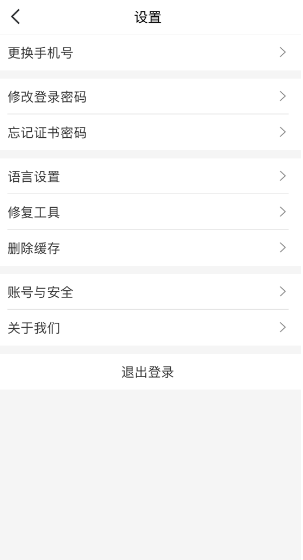 设置
更换手机号
修改登录密码
忘记证书密码
语言设置
修复工具
删除缓存
账号与安全
关于我们
退出登录